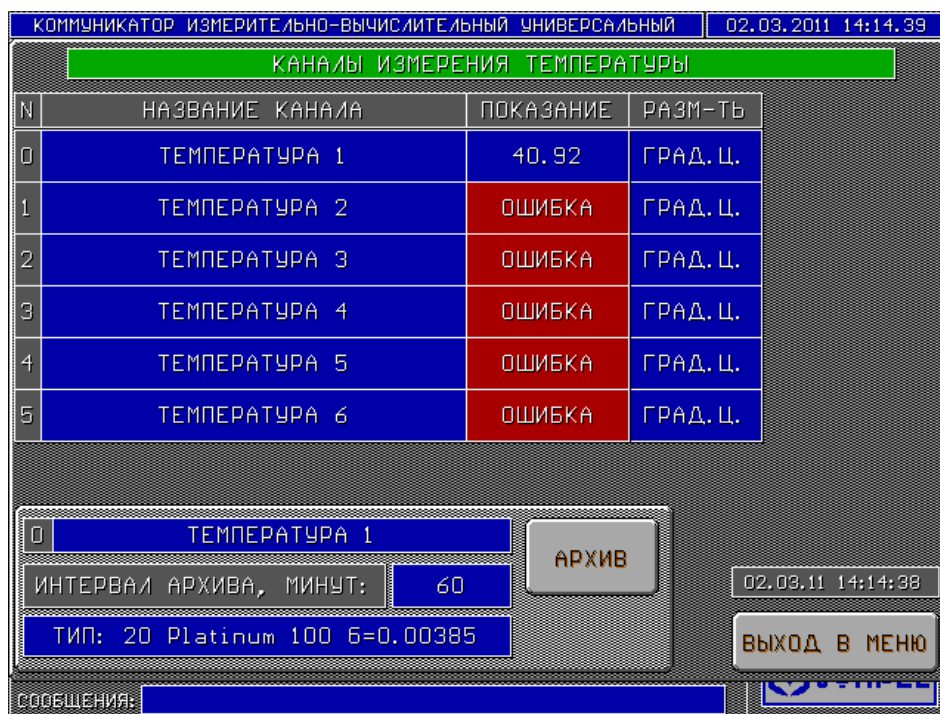 КОММУНИКАТОР ИЗМЕРИТЕЛЬНО-ВЫЧИСЛИТЕЛЬНЫЙ УНИВЕРСАЛЬНЫЙ 02.03.2011 14:14.39
КАНАЛЫ ИЗМЕРЕНИЯ ТЕМПЕРАТУРЫ
N НАЗВАНИЕ КАНАЛА ПОКАЗАНИЕ РАЗМ-ТЬ
0 ТЕМПЕРАТУРА 1 40.92 ГРАД.Ц.
1 ТЕМПЕРАТУРА 2 ОШИБКА ГРАД.Ц.
2 ТЕМПЕРАТУРА 3 ОШИБКА ГРАД.Ц.
3 ТЕМПЕРАТУРА 4 ОШИБКА ГРАД.Ц.
4 ТЕМПЕРАТУРА 5 ОШИБКА ГРАД.Ц.
5 ТЕМПЕРАТУРА 6 ОШИБКА ГРАД.Ц.
0 ТЕМПЕРАТУРА 1
АРХИВ
ИНТЕРВАЛ АРХИВА, МИНУТ: 60
02.03.11 14:14:38
ТИП: 20 Platinum 100 б=0.00385
ВЫХОД В МЕНЮ
СООБЩЕНИЯ: